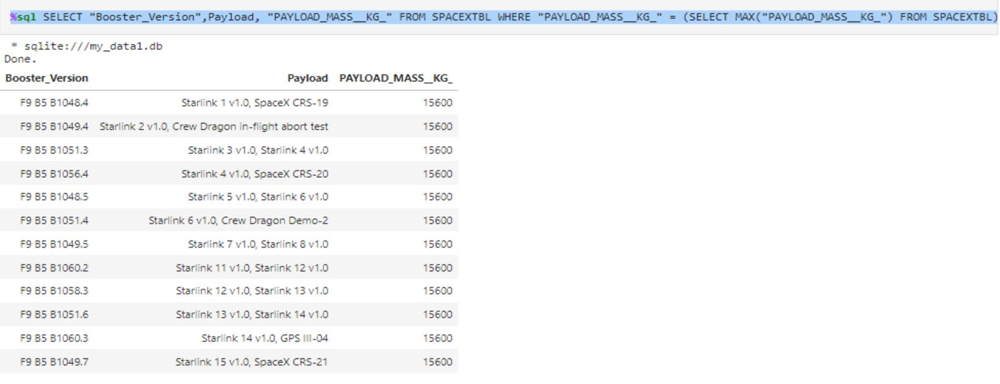 %sql SELECT "Booster_Version",Payload, "PAYLOAD_MASS__KG_" FROM SPACEXTBL WHERE "PAYLOAD_MASS__KG_" = (SELECT MAX("PAYLOAD_MASS__KG_") FROM SPACEXTBL)
* sqlite:///my_data1.db
Done.
Booster_Version Payload PAYLOAD_MASS__KG_
F9 B5 B1048.4 Starlink 1 v1.0, SpaceX CRS-19 15600
F9 B5 B1049.4 Starlink 2 v1.0, Crew Dragon in-flight abort test 15600
F9 B5 B1051.3 Starlink 3 v1.0, Starlink 4 v1.0 15600
F9 B5 B1056.4 Starlink 4 v1.0, SpaceX CRS-20 15600
F9 B5 B1048.5 Starlink 5 v1.0, Starlink 6 v1.0 15600
F9 B5 B1051.4 Starlink 6 v1.0, Crew Dragon Demo-2 15600
F9 B5 B1049.5 Starlink 7 v1.0, Starlink 8 v1.0 15600
F9 B5 B1060.2 Starlink 11 v1.0, Starlink 12 v1.0 15600
F9 B5 B1058.3 Starlink 12 v1.0, Starlink 13 v1.0 15600
F9 B5 B1051.6 Starlink 13 v1.0, Starlink 14 v1.0 15600
F9 B5 B1060.3 Starlink 14 v1.0, GPS III-04 15600
F9 B5 B1049.7 Starlink 15 v1.0, SpaceX CRS-21 15600